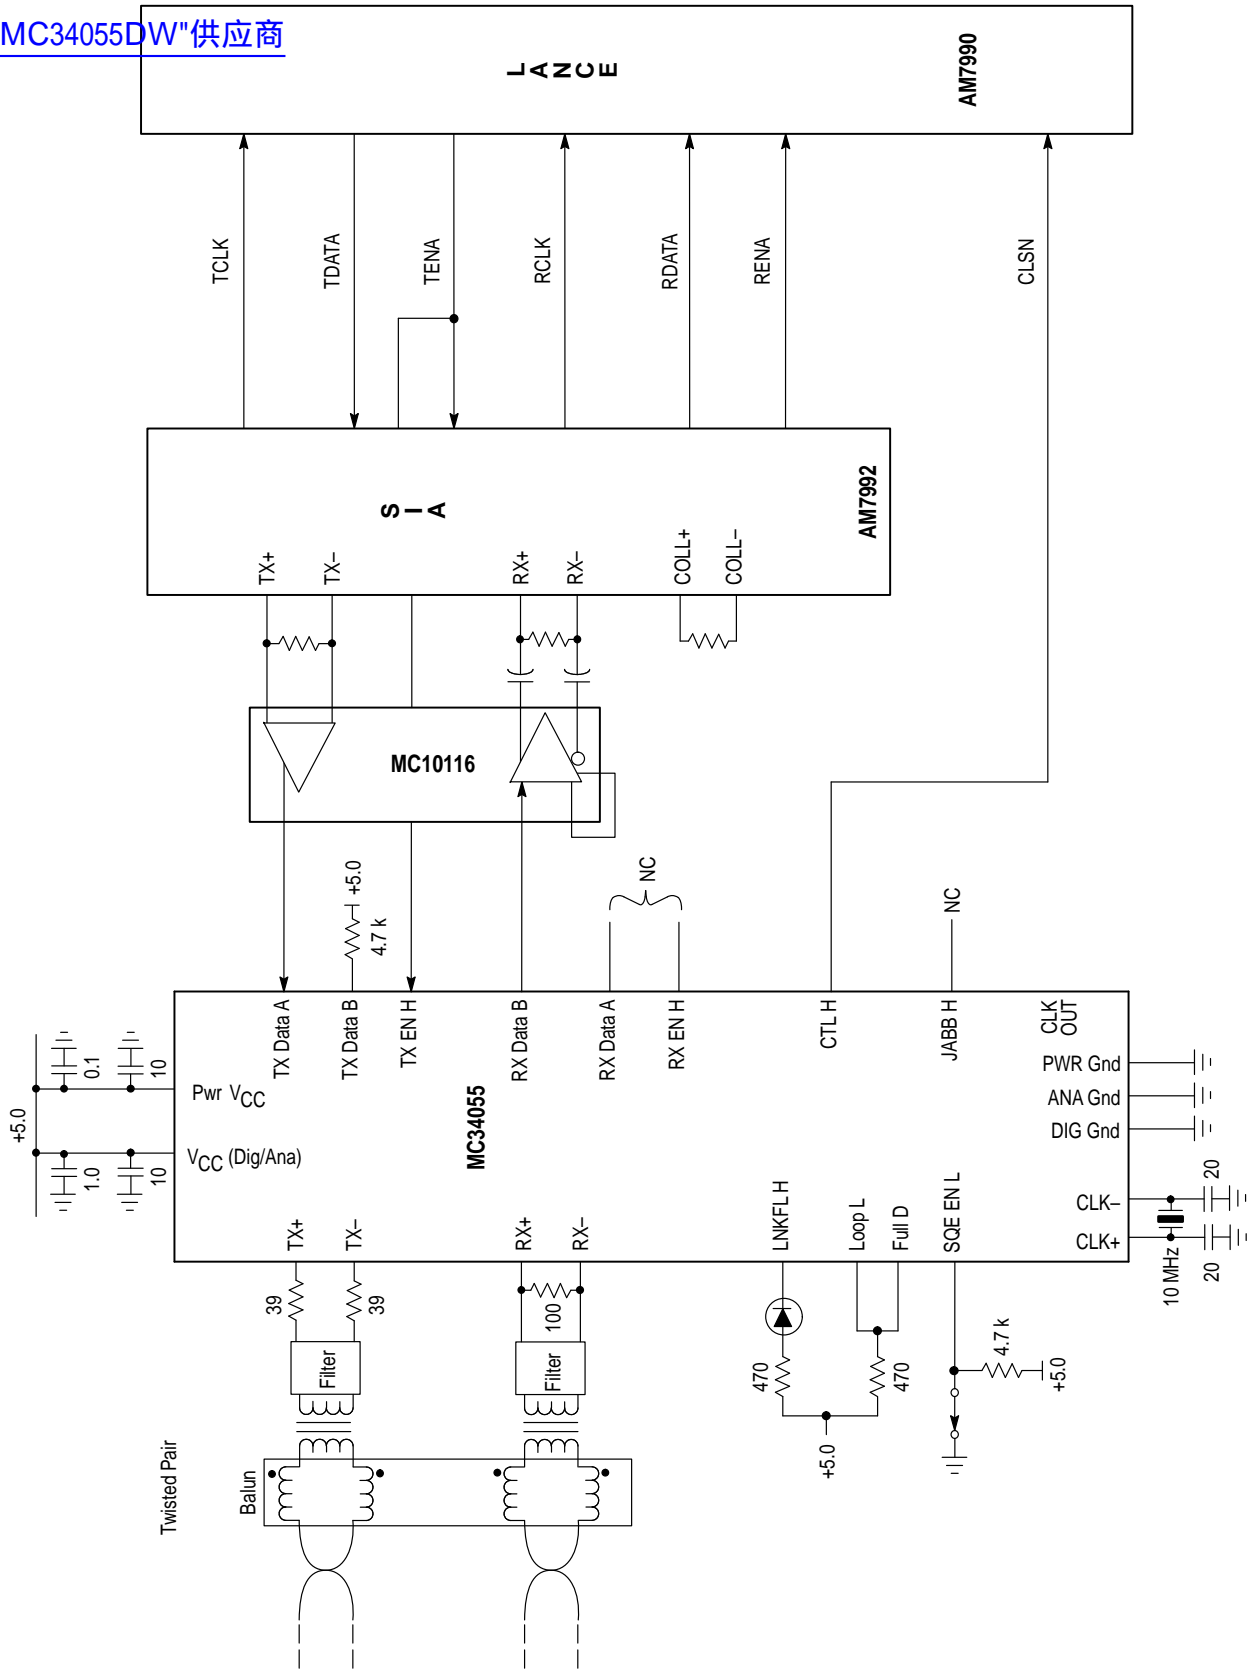 MC34055DW"供应商
LANCE
AM7990
TCLK
TDATA
TENA
RCLK
RDATA
RENA
CLSN
SIA
AM7992
TX+
TX–
RX+
RX–
COLL+
COLL–
MC10116
+5.0
4.7 k
NC
NC
TX Data A
TX Data B
TX EN H
RX Data B
RX Data A
RX EN H
CTL H
JABB H
CLK OUT
MC34055
+5.0
0.1
10
1.0
10
Pwr VCC
VCC (Dig/Ana)
PWR Gnd
ANA Gnd
DIG Gnd
CLK–
CLK+
20
20
10 MHz
TX+
TX–
RX+
RX–
LNKFL H
Loop L
Full D
SQE EN L
39
39
100
Filter
Filter
470
470
+5.0
4.7 k
+5.0
Balun
Twisted Pair